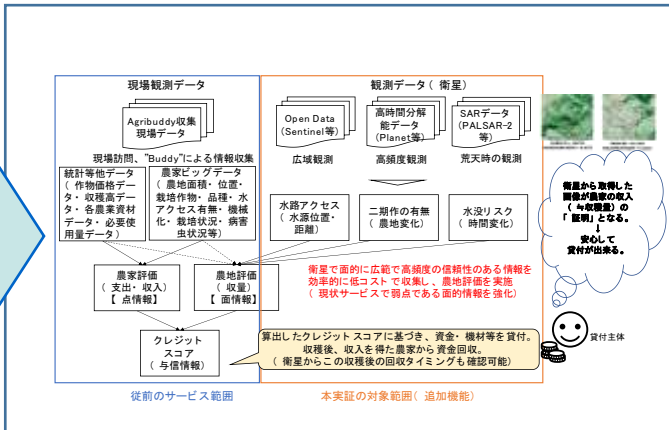 現場観測データ
Agribuddy収集
現場データ
現場訪問、"Buddy"による情報収集
統計等他データ
（ 作物価格デー
タ・ 収穫高デー
タ・ 各農業資材
データ・ 必要使
用量データ）
農家ビッグデータ
（ 農地面積・ 位置・
栽培作物・ 品種・ 水
アクセス有無・ 機械
化・ 栽培状況・ 病害
虫状況等）
農家評価
（ 支出・ 収入）
【 点情報】
農地評価
（ 収量）
【 面情報】
クレジット
スコア
（ 与信情報）
従前のサービス範囲
観測データ（ 衛星）
Open Data
(Sentinel等)
高時間分解
能データ
(Planet等)
SARデータ
(PALSAR-2
等)
広域観測
高頻度観測
荒天時の観測
水路アクセス
（ 水源位置・
距離）
二期作の有無
（ 農地変化）
水没リスク
（ 時間変化）
衛星で面的に広範で高頻度の信頼性のある情報を
効率的に低コストで収集し、農地評価を実施
（ 現状サービスで弱点である面的情報を強化）
算出したクレジットスコアに基づき、資金・ 機材等を貸付。
収穫後、収入を得た農家から資金回収。
（ 衛星からこの収穫後の回収タイミングも確認可能）
本実証の対象範囲（ 追加機能）
衛星から取得した
画像が農家の収入
（ ≒収穫量） の
「 証明」となる。
↓
安心して
貸付が出来る。
貸付主体